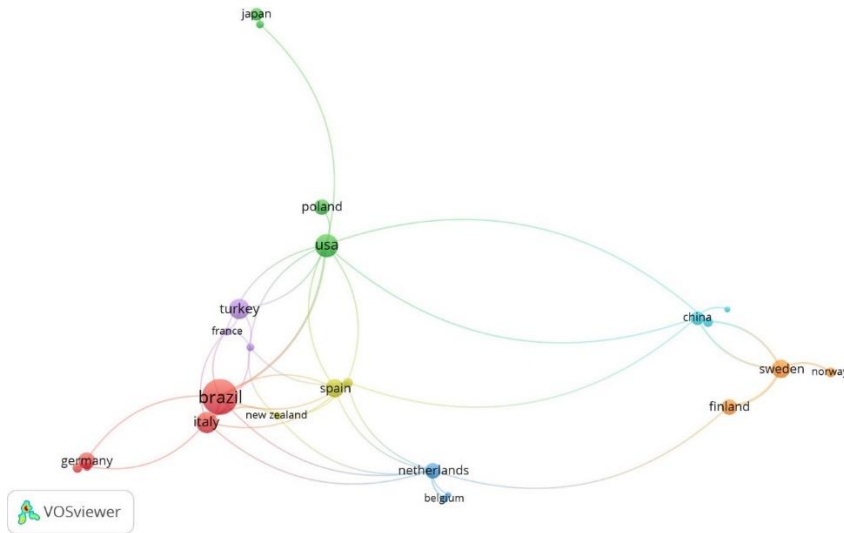 japan
poland
usa
turkey
france
china
sweden
norway
spain
brazil
new zealand
finland
italy
germany
netherlands
belgium
VOSviewer